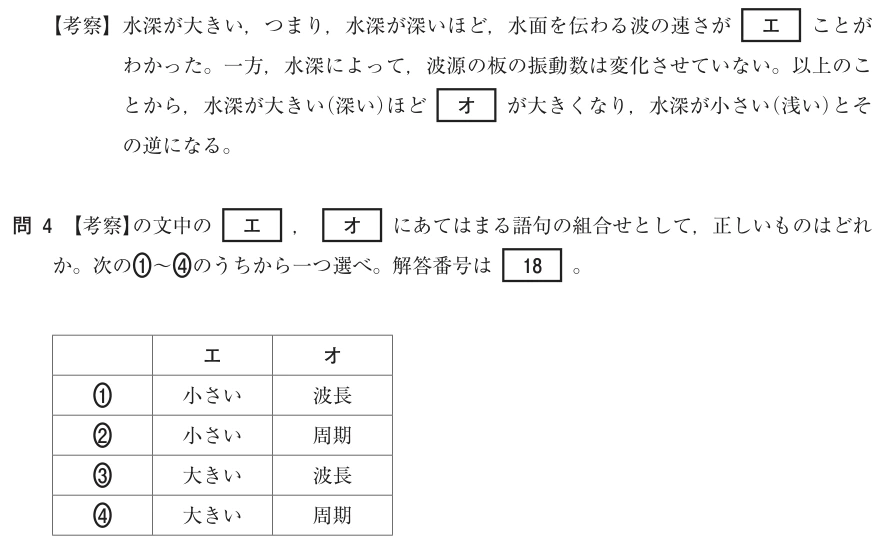 【考察】水深が大きい，つまり，水深が深いほど，水面を伝わる波の速さが エ ことが
わかった。一方，水深によって，波源の板の振動数は変化させていない。以上のこ
とから，水深が大きい(深い)ほど オ が大きくなり，水深が小さい(浅い)とそ
の逆になる。
問 4 【考察】の文中の エ ， オ にあてはまる語句の組合せとして，正しいものはどれ
か。次の①～④のうちから一つ選べ。解答番号は 18 。
エ オ
① 小さい 波長
② 小さい 周期
③ 大きい 波長
④ 大きい 周期